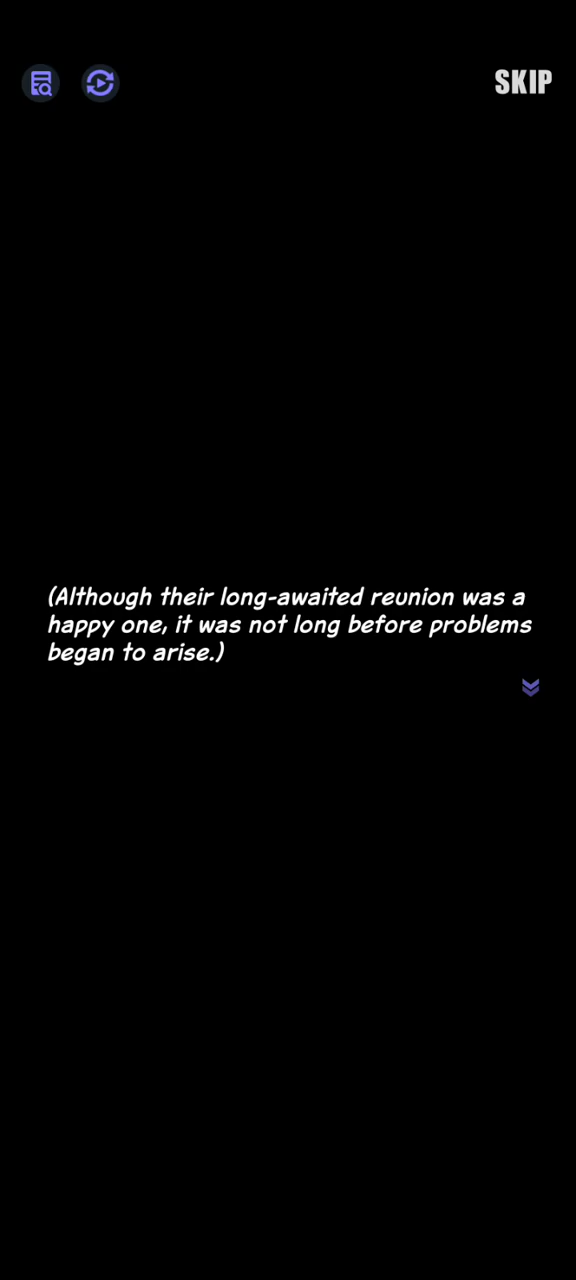 SKIP
(Although their long-awaited reunion was a
happy one, it was not long before problems
began to arise.)